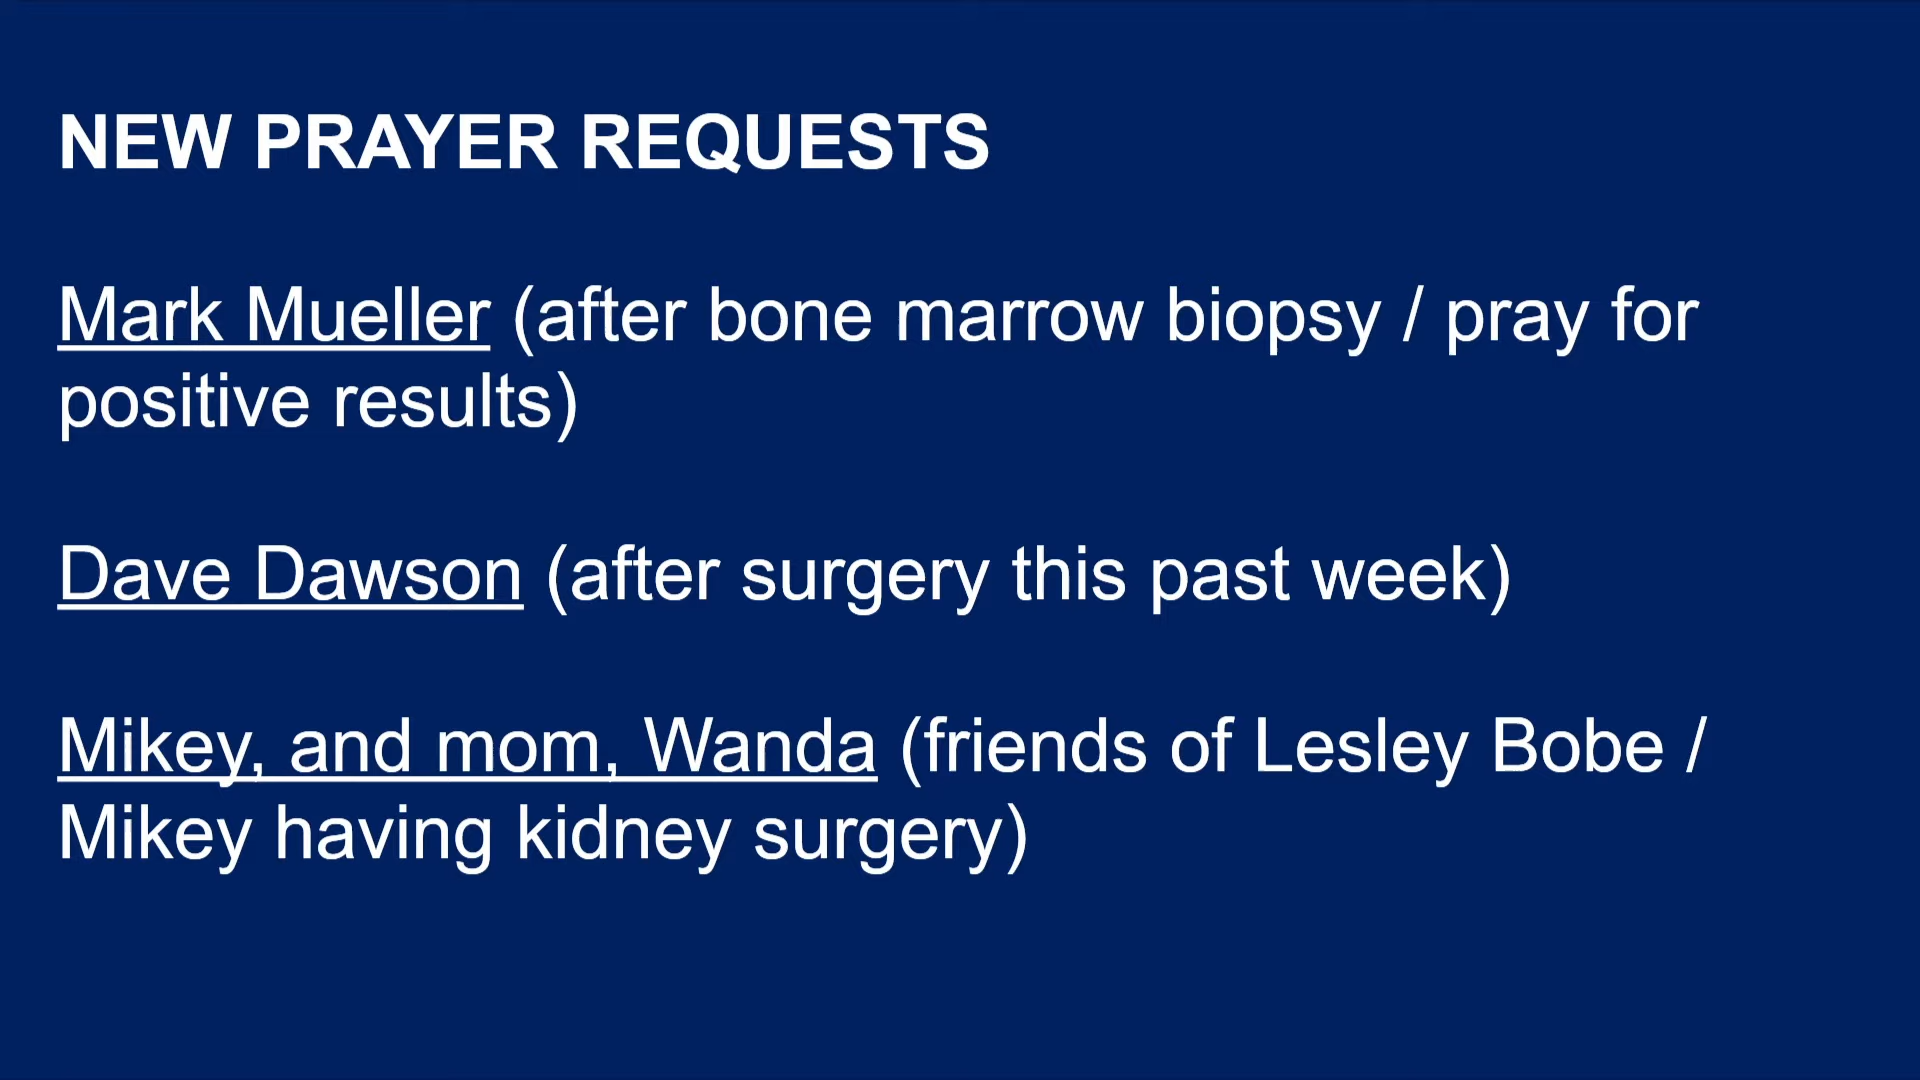 NEW PRAYER REQUESTS
Mark Mueller (after bone marrow biopsy / pray for
positive results)
Dave Dawson (after surgery this past week)
Mikey, and mom, Wanda (friends of Lesley Bobe /
Mikey having kidney surgery)